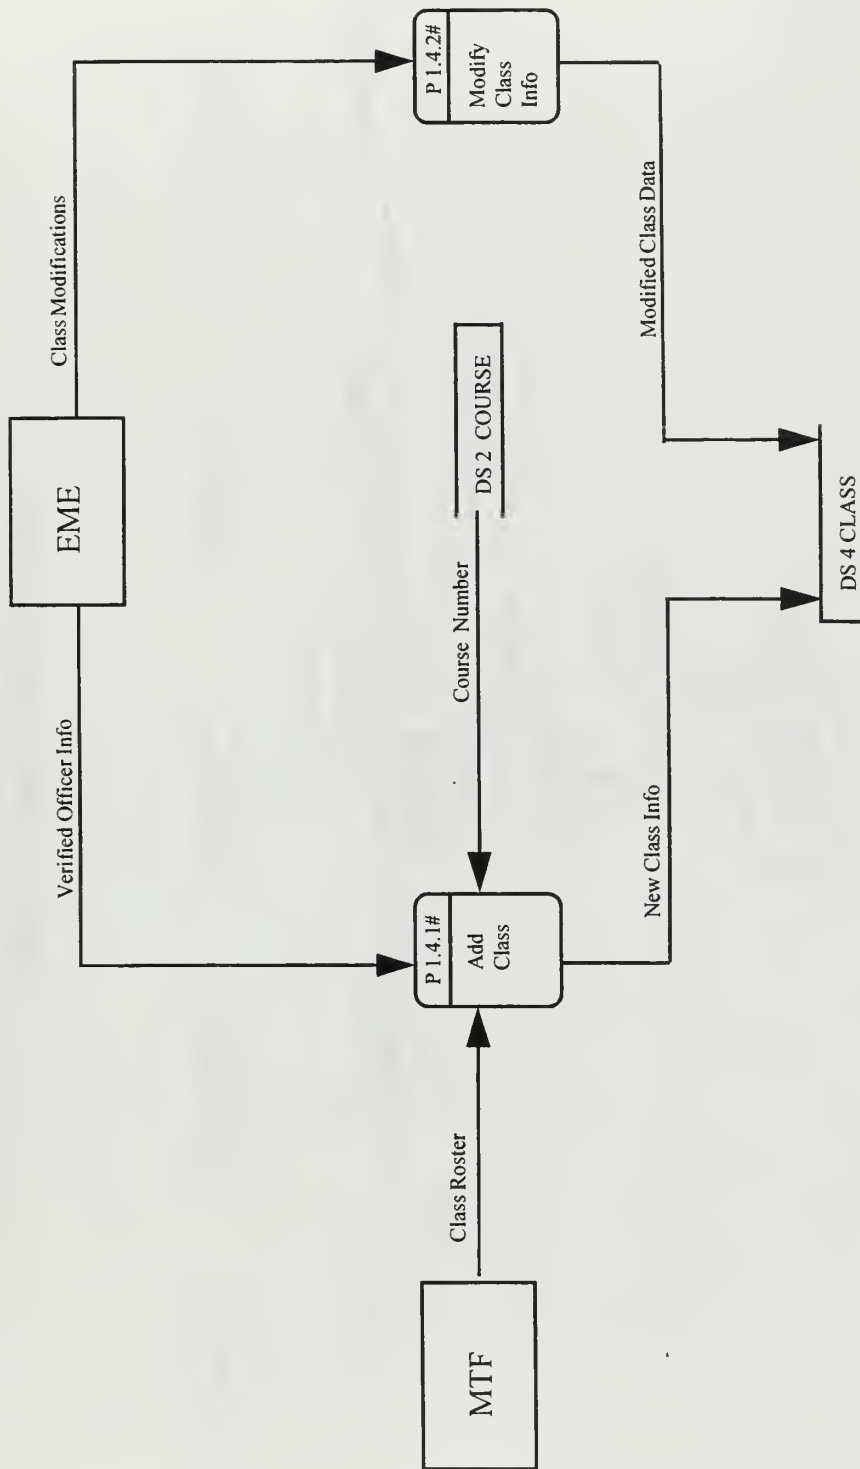 EME
Verified Officer Info
Class Modifications
MTF
Class Roster
P 1.4.1#
Add
Class
Course Number
DS 2 COURSE
P 1.4.2#
Modify
Class
Info
New Class Info
Modified Class Data
DS 4 CLASS